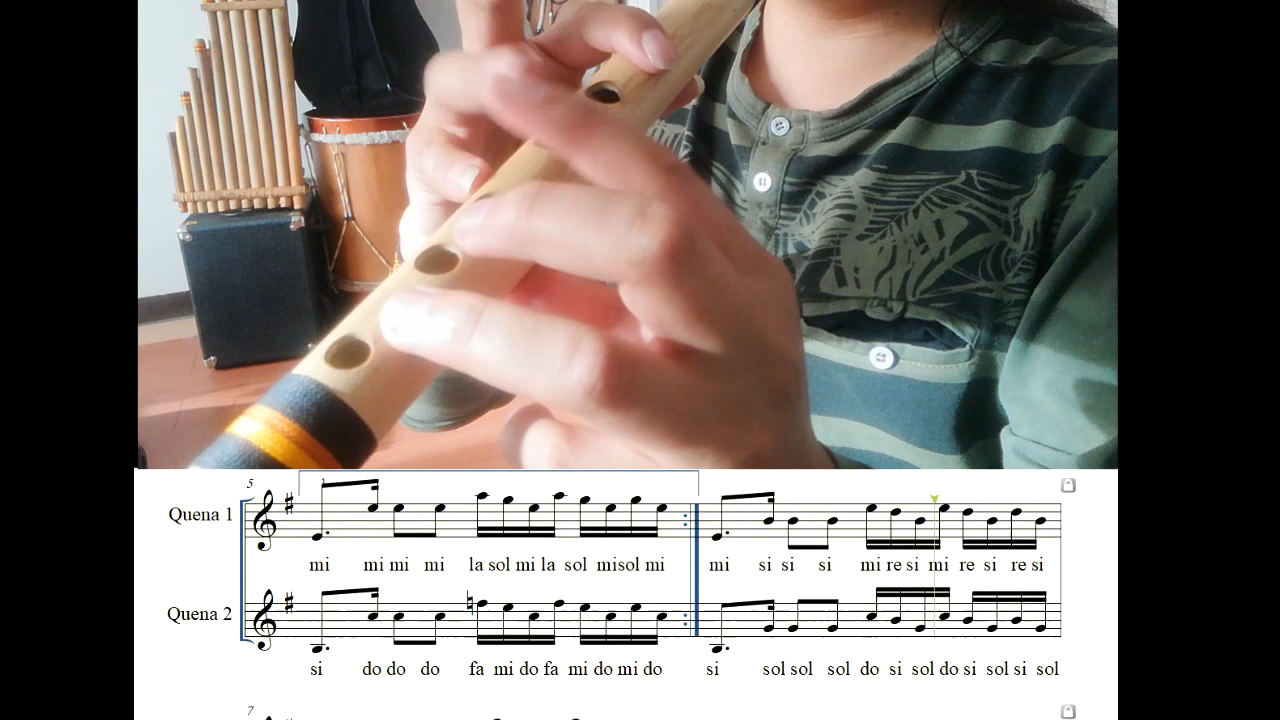 5
1.
Quena 1
mi mi mi mi la sol mi la sol misol mi mi si si si mi re si mi re si re si
Quena 2
si do do do fa mi do fa mi do mi do si sol sol sol do si sol do si sol si sol
7